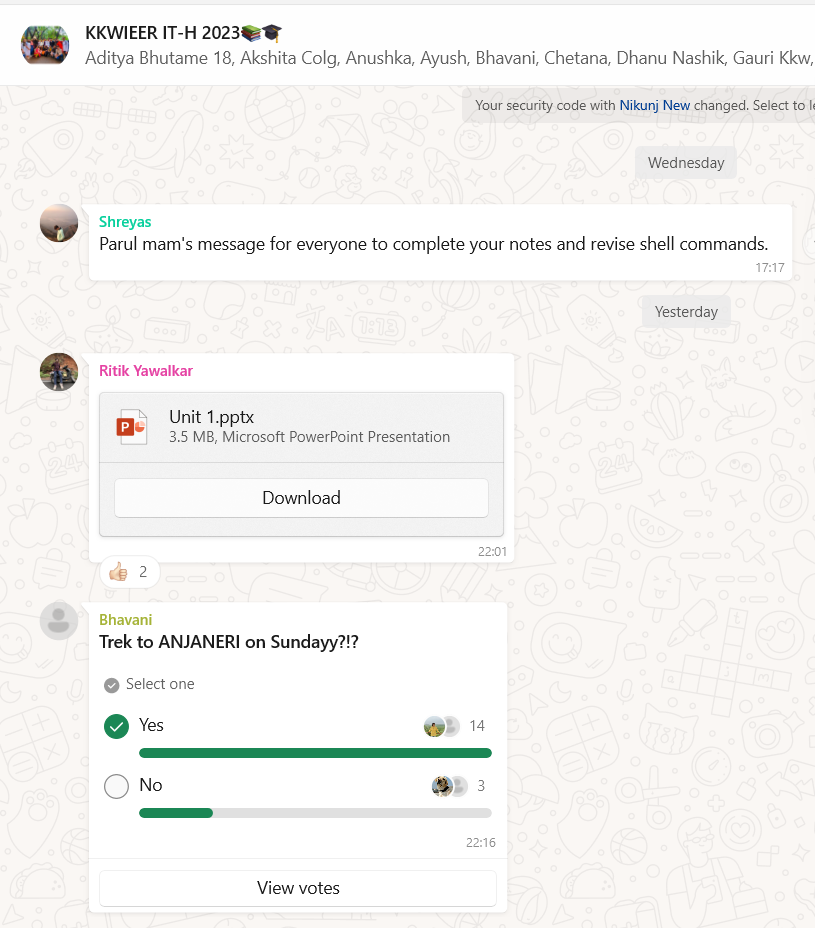 KKWIEER IT-H 2023📚🎓
Aditya Bhutame 18, Akshita Colg, Anushka, Ayush, Bhavani, Chetana, Dhanu Nashik, Gauri Kkw,
Your security code with Nikunj New changed. Select to le
Wednesday
Shreyas
Parul mam's message for everyone to complete your notes and revise shell commands.
17:17
Yesterday
Ritik Yawalkar
Unit 1.pptx
3.5 MB, Microsoft PowerPoint Presentation
Download
22:01
👍🏻 2
Bhavani
Trek to ANJANERI on Sundayy?!?
Select one
Yes 14
No 3
22:16
View votes